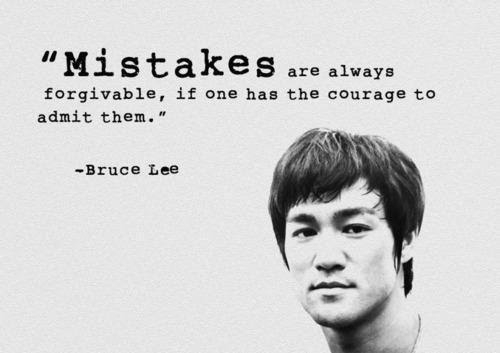 “Mistakes are always
forgivable, if one has the courage to
admit them.”
~Bruce Lee